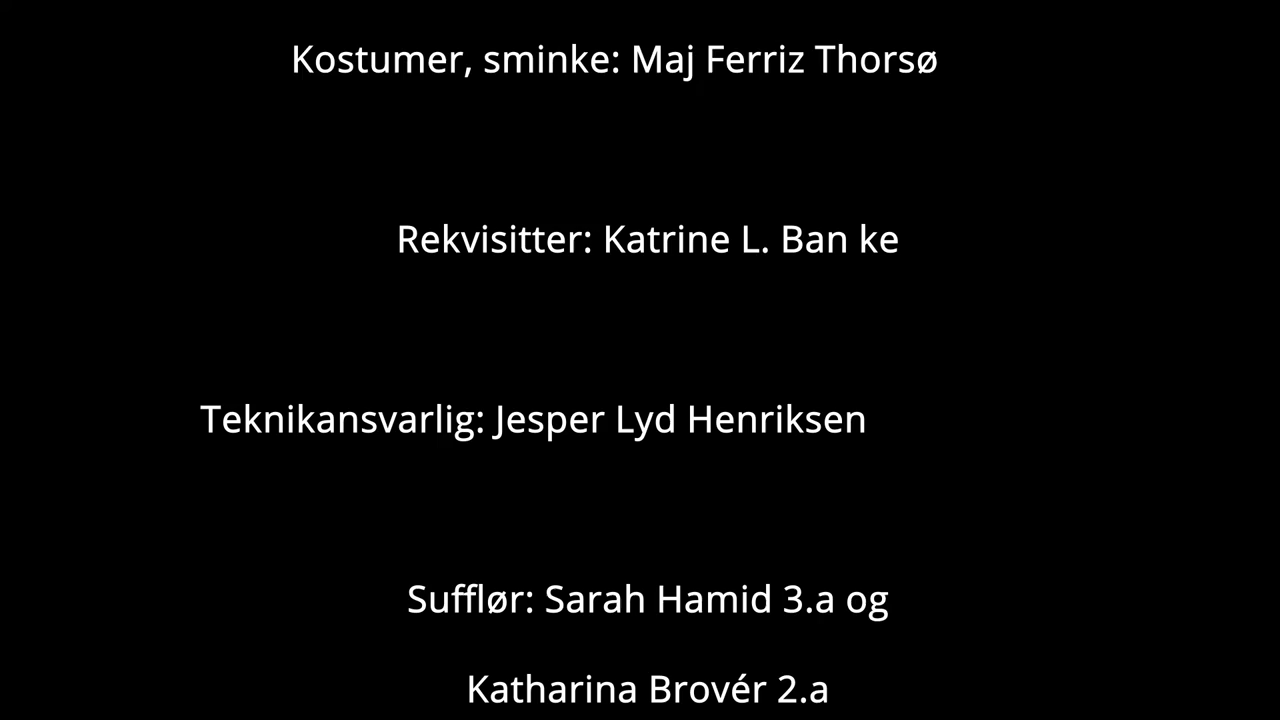 Kostumer, sminke: Maj Ferriz Thorsø
Rekvisitter: Katrine L. Ban ke
Teknikansvarlig: Jesper Lyd Henriksen
Sufflør: Sarah Hamid 3.a og
Katharina Brovér 2.a